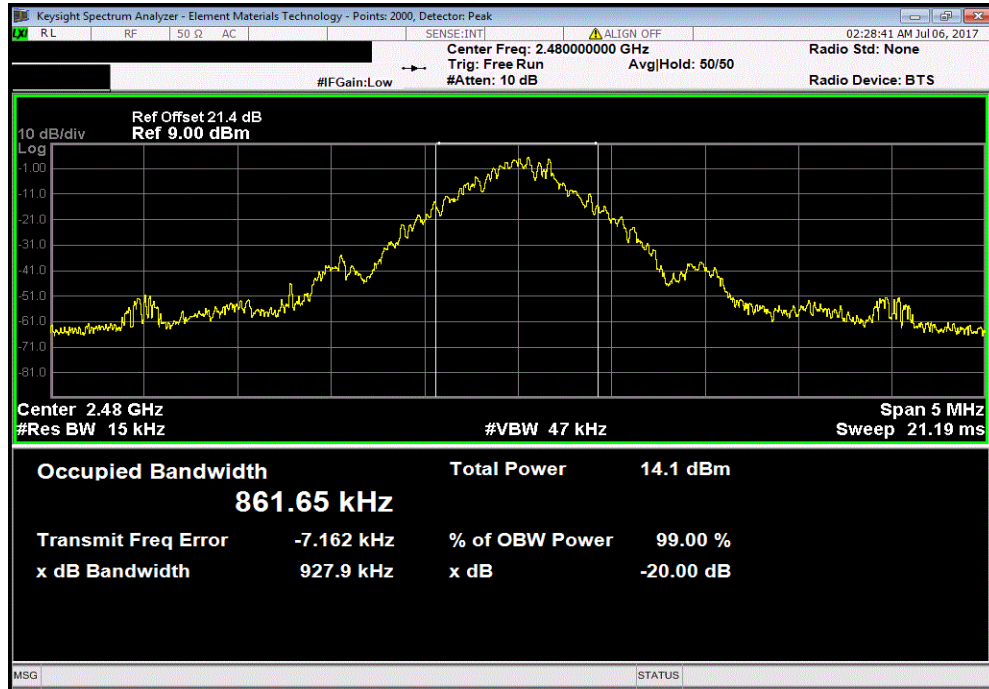 Keysight Spectrum Analyzer - Element Materials Technology - Points: 2000, Detector: Peak
LXI RL RF 50 Ω AC SENSE:INT ALIGN OFF 02:28:41 AM Jul 06, 2017
Center Freq: 2.480000000 GHz Radio Std: None
Trig: Free Run Avg|Hold: 50/50
#IFGain:Low #Atten: 10 dB Radio Device: BTS
Ref Offset 21.4 dB
10 dB/div Ref 9.00 dBm
Log
-1.00
-11.0
-21.0
-31.0
-41.0
-51.0
-61.0
-71.0
-81.0
Center 2.48 GHz Span 5 MHz
#Res BW 15 kHz #VBW 47 kHz Sweep 21.19 ms
Occupied Bandwidth Total Power 14.1 dBm
861.65 kHz
Transmit Freq Error -7.162 kHz % of OBW Power 99.00 %
x dB Bandwidth 927.9 kHz x dB -20.00 dB
MSG STATUS